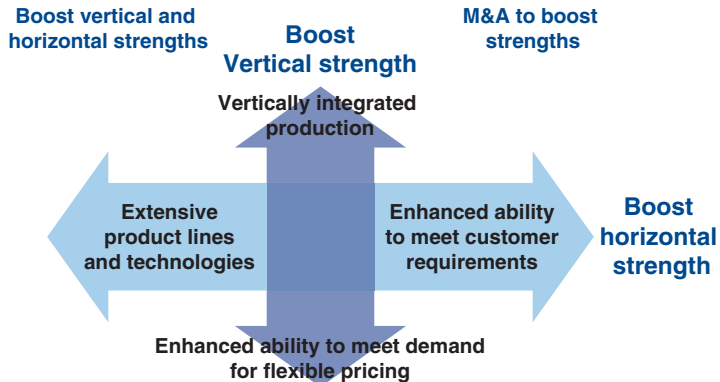 Boost vertical and
horizontal strengths
Boost
Vertical strength
M&A to boost
strengths
Vertically integrated
production
Extensive
product lines
and technologies
Enhanced ability
to meet customer
requirements
Boost
horizontal
strength
Enhanced ability to meet demand
for flexible pricing